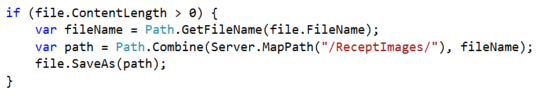 if (file.ContentLength > 0) {
    var fileName = Path.GetFileName(file.FileName);
    var path = Path.Combine(Server.MapPath("/ReceptImages/"), fileName);
    file.SaveAs(path);
}